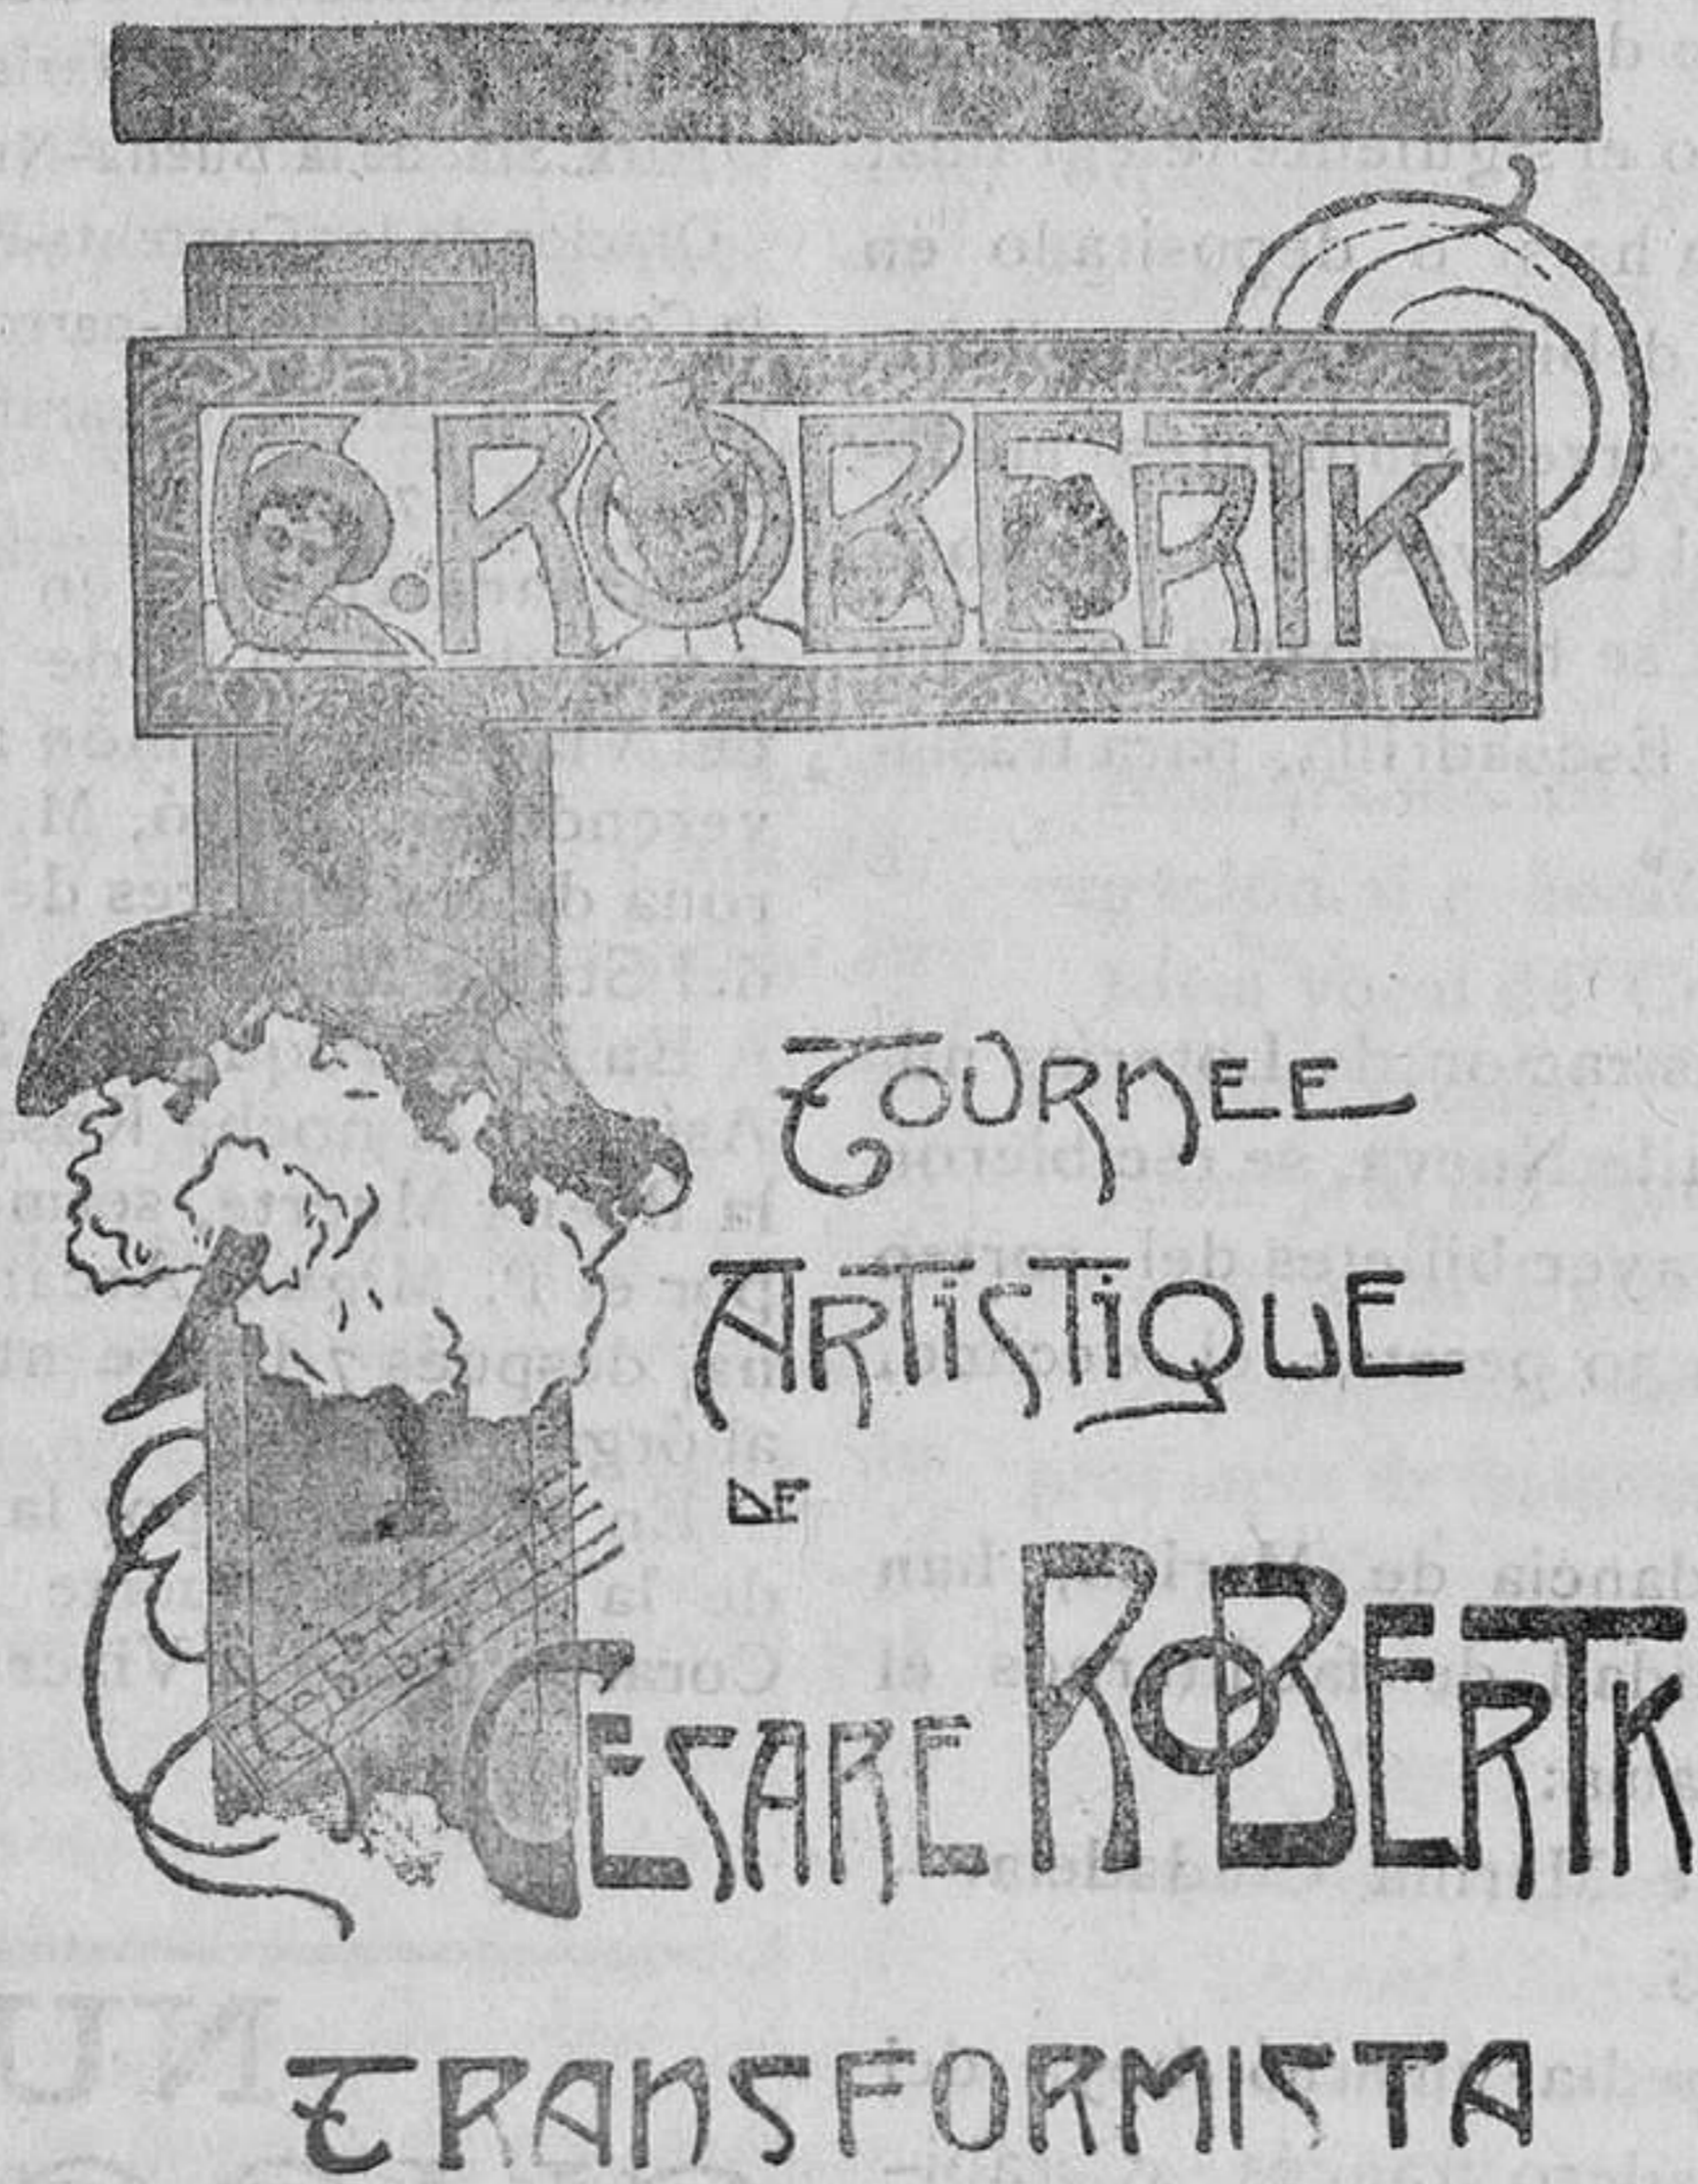 C. ROBERTK
TOURNEE
ARTISTIQUE
DE
CESARE ROBERTK
TRANSFORMISTA